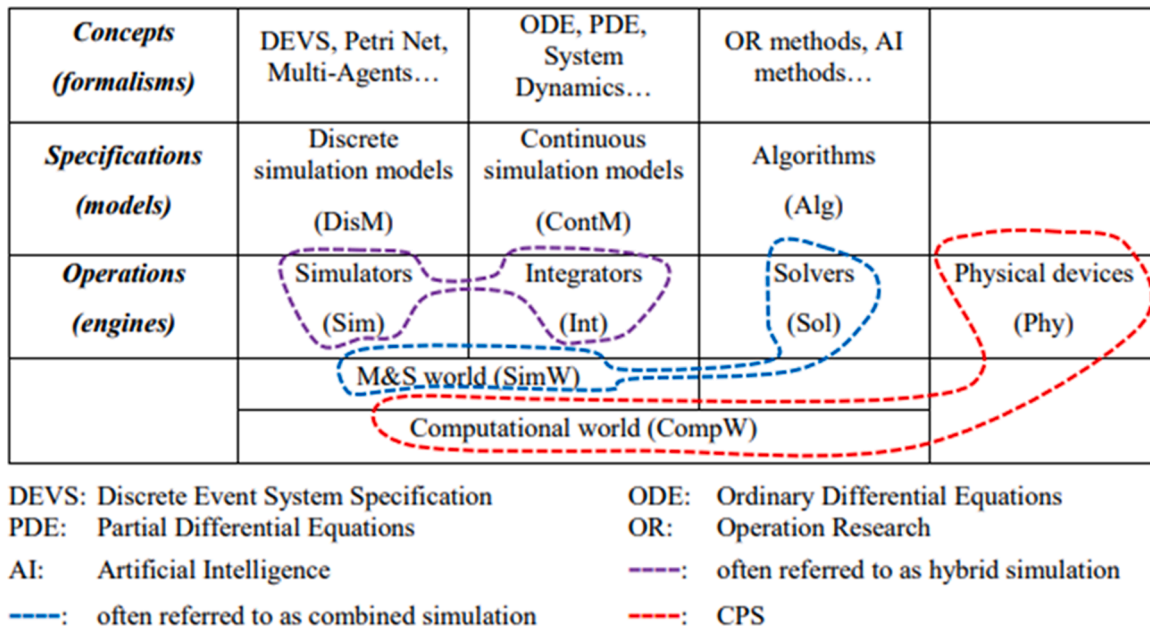 Concepts
(formalisms)
DEVS, Petri Net,
Multi-Agents…
ODE, PDE,
System
Dynamics…
OR methods, AI
methods…
Specifications
(models)
Discrete
simulation models
(DisM)
Continuous
simulation models
(ContM)
Algorithms
(Alg)
Operations
(engines)
Simulators
(Sim)
Integrators
(Int)
Solvers
(Sol)
Physical devices
(Phy)
M&S world (SimW)
Computational world (CompW)
DEVS: Discrete Event System Specification
ODE: Ordinary Differential Equations
PDE: Partial Differential Equations
OR: Operation Research
AI: Artificial Intelligence
: often referred to as hybrid simulation
: often referred to as combined simulation
: CPS